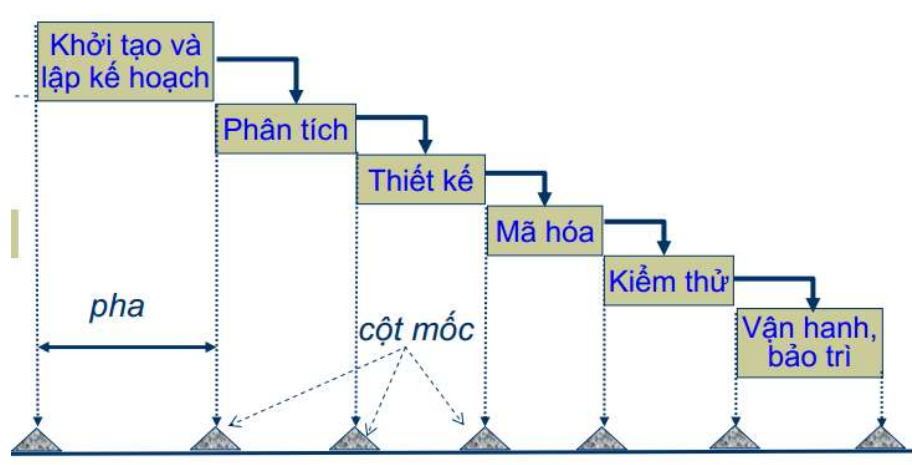 Khởi tạo và
lập kế hoạch
Phân tích
Thiết kế
Mã hóa
Kiểm thử
Vận hanh,
bảo trì
pha
cột mốc